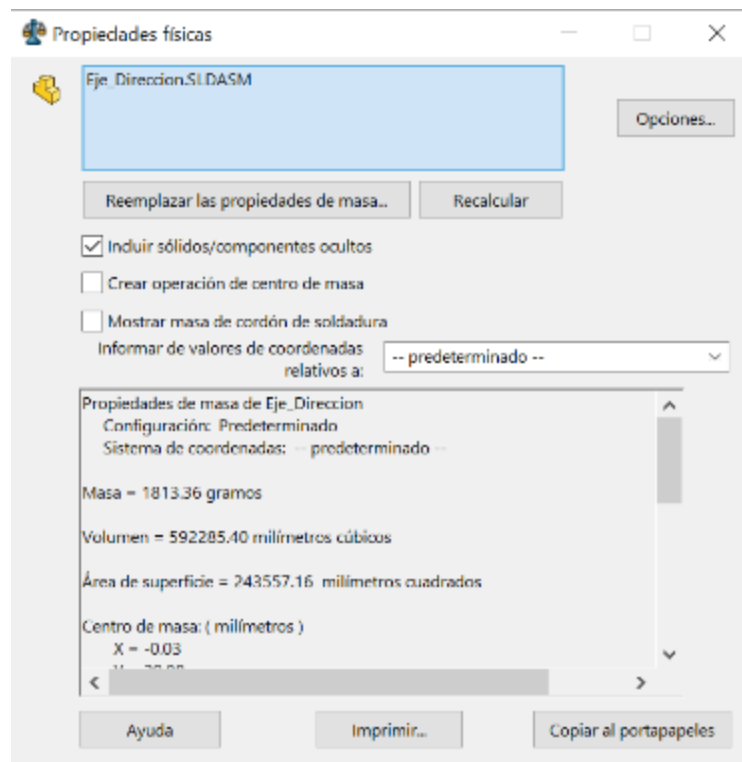 Propiedades físicas
Eje_Direccion.SLDASM
Opciones...
Reemplazar las propiedades de masa...
Recalcular
Incluir sólidos/componentes ocultos
Crear operación de centro de masa
Mostrar masa de cordón de soldadura
Informar de valores de coordenadas
relativos a:
-- predeterminado --
Propiedades de masa de Eje_Direccion
Configuración: Predeterminado
Sistema de coordenadas: -- predeterminado --
Masa = 1813.36 gramos
Volumen = 592285.40 milímetros cúbicos
Área de superficie = 243557.16 milímetros cuadrados
Centro de masa: ( milímetros )
X = -0.03
Ayuda
Imprimir...
Copiar al portapapeles